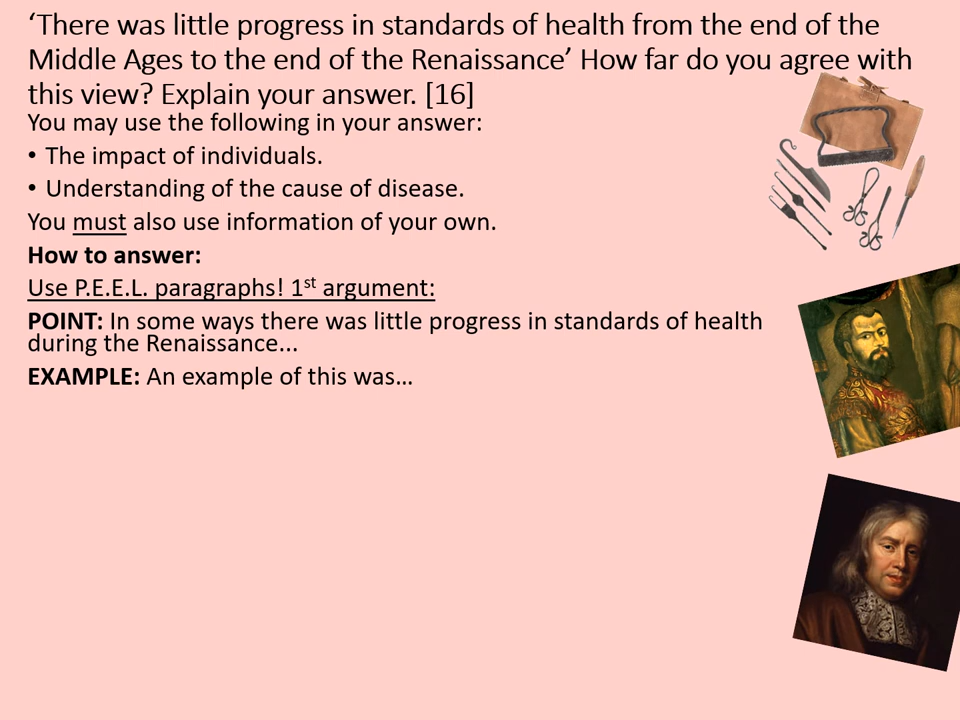 ‘There was little progress in standards of health from the end of the
Middle Ages to the end of the Renaissance’ How far do you agree with
this view? Explain your answer. [16]
You may use the following in your answer:
• The impact of individuals.
• Understanding of the cause of disease.
You must also use information of your own.
How to answer:
Use P.E.E.L. paragraphs! 1st argument:
POINT: In some ways there was little progress in standards of health
during the Renaissance...
EXAMPLE: An example of this was…